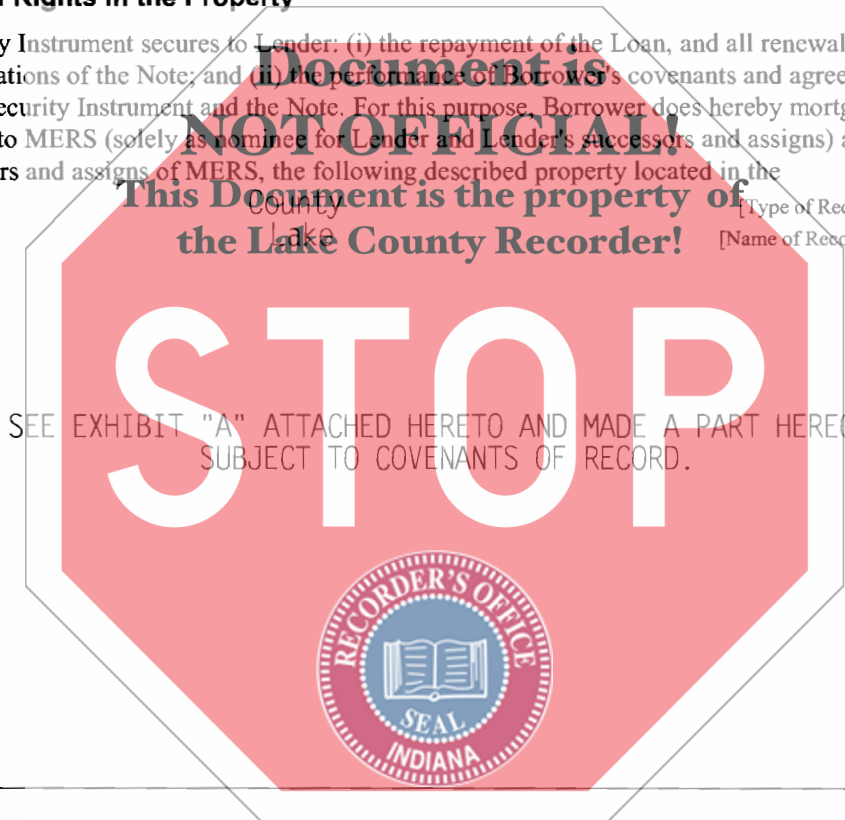 Rights in the Property
y Instrument secures to Lender: (i) the repayment of the Loan, and all renewal
ations of the Note; and (ii) the performance of Borrower's covenants and agree
ecurity Instrument and the Note. For this purpose, Borrower does hereby mortg
to MERS (solely as nominee for Lender and Lender's successors and assigns) a
rs and assigns of MERS, the following described property located in the
County [Type of Rec
Lake [Name of Reco
Document is
NOT OFFICIAL!
This Document is the property of
the Lake County Recorder!
STOP
SEE EXHIBIT "A" ATTACHED HERETO AND MADE A PART HEREO
SUBJECT TO COVENANTS OF RECORD.
RECORDER'S OFFICE
SEAL
INDIANA